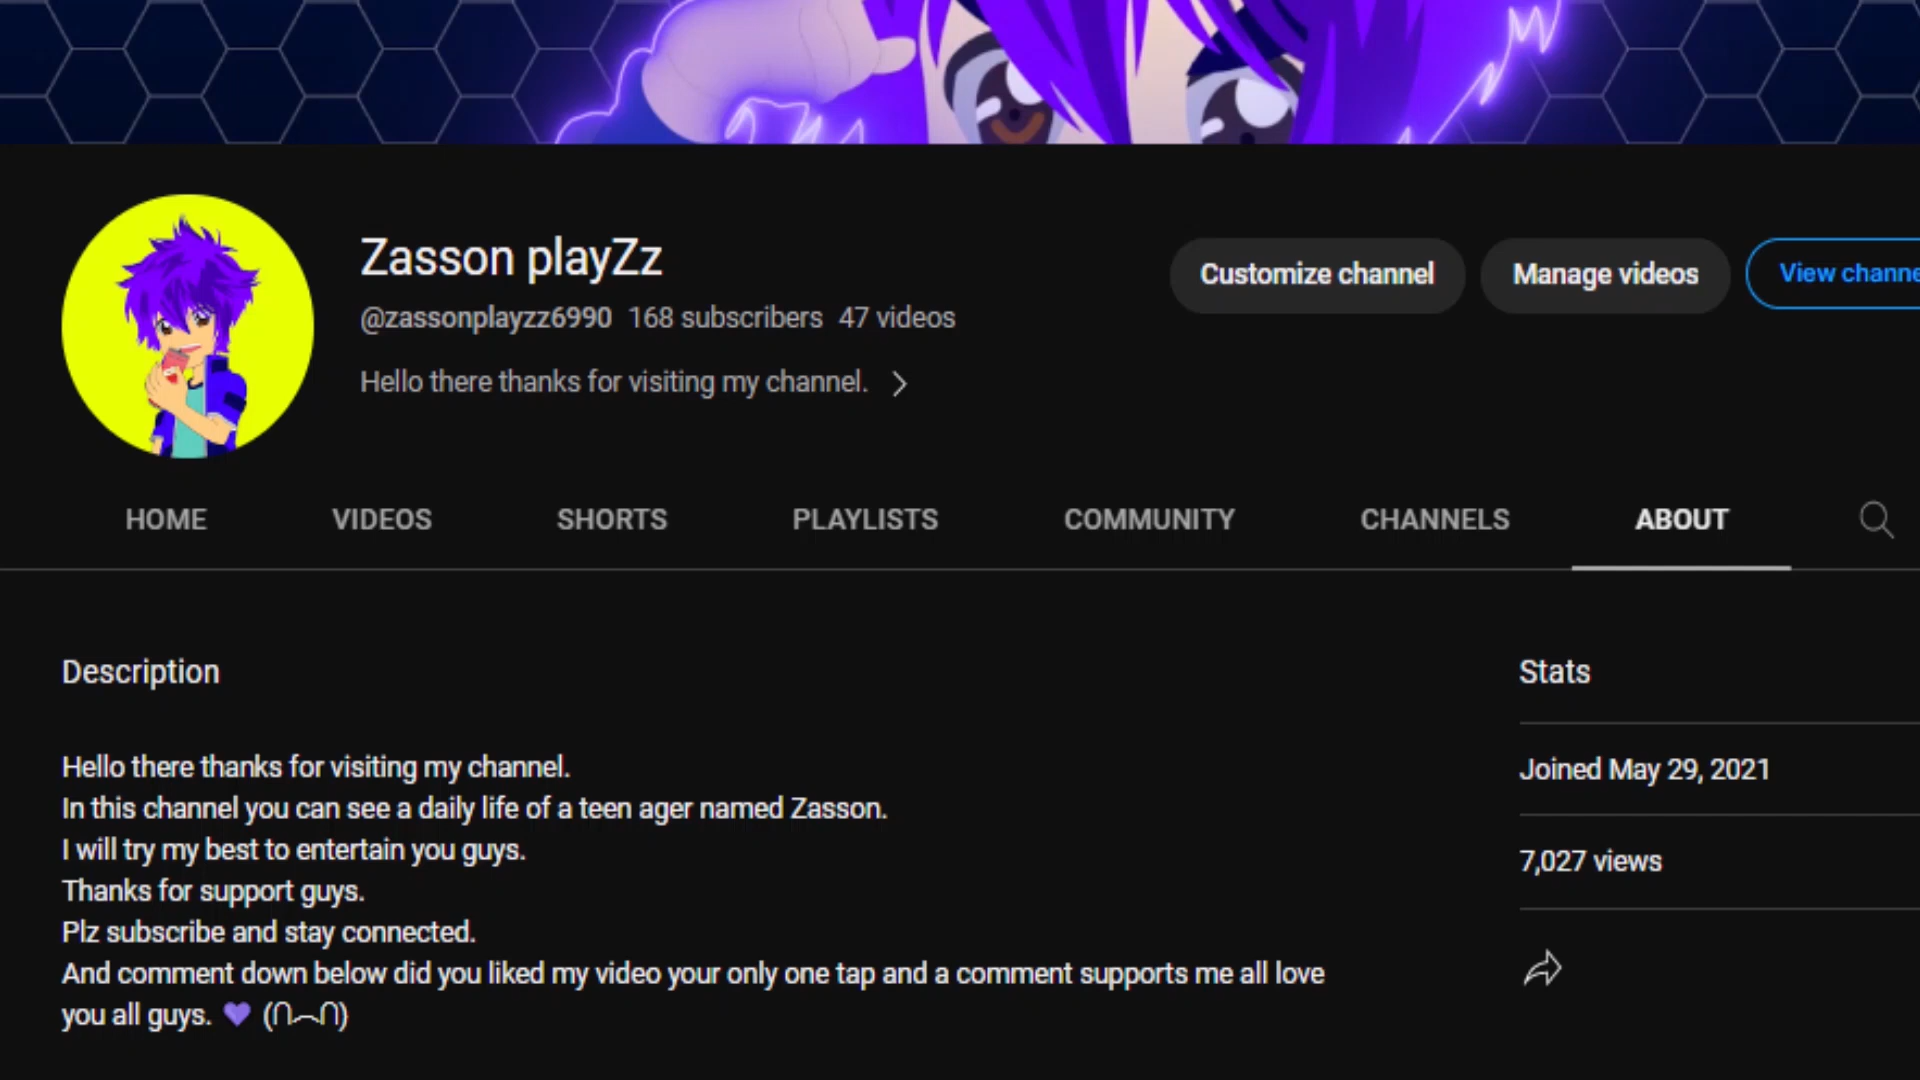 Zasson playZz
@zassonplayzz6990 168 subscribers 47 videos
Hello there thanks for visiting my channel.
Customize channel Manage videos View channe
HOME VIDEOS SHORTS PLAYLISTS COMMUNITY CHANNELS ABOUT
Description
Hello there thanks for visiting my channel.
In this channel you can see a daily life of a teen ager named Zasson.
I will try my best to entertain you guys.
Thanks for support guys.
Plz subscribe and stay connected.
And comment down below did you liked my video your only one tap and a comment supports me all love
you all guys. 💜 (∩︵∩)
Stats
Joined May 29, 2021
7,027 views